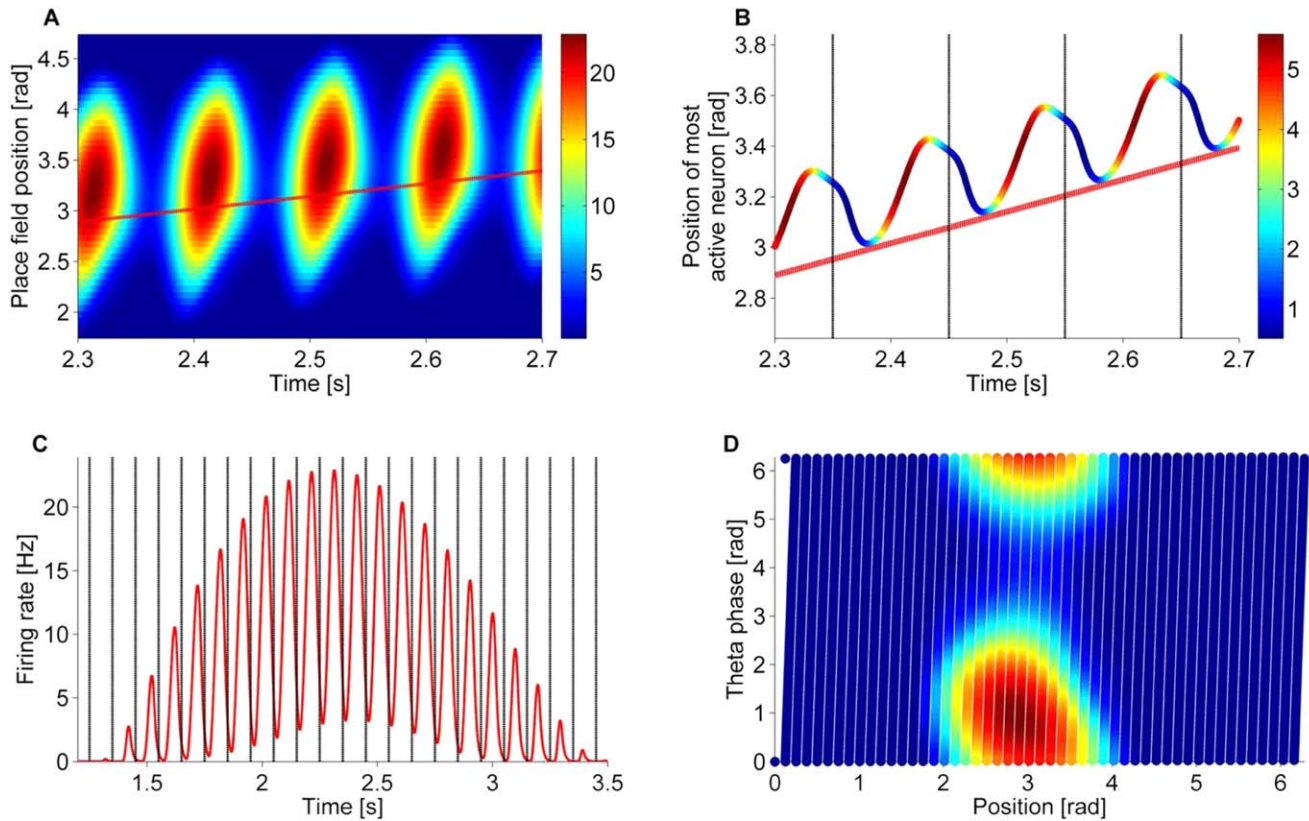 A
Place field position [rad]
4.5
4
3.5
3
2.5
2
2.3 2.4 2.5 2.6 2.7
Time [s]
20
15
10
5
B
Position of most
active neuron [rad]
3.8
3.6
3.4
3.2
3
2.8
2.3 2.4 2.5 2.6 2.7
Time [s]
5
4
3
2
1
C
Firing rate [Hz]
20
15
10
5
0
1.5 2 2.5 3 3.5
Time [s]
D
Theta phase [rad]
6
5
4
3
2
1
0
0 1 2 3 4 5 6
Position [rad]